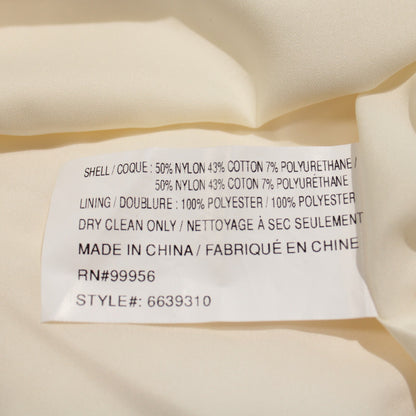 SHELL / COQUE : 50% NYLON 43% COTTON 7% POLYURETHANE /
50% NYLON 43% COTON 7% POLYURÉTHANE
LINING / DOUBLURE : 100% POLYESTER / 100% POLYESTER
DRY CLEAN ONLY / NETTOYAGE À SEC SEULEMENT
MADE IN CHINA / FABRIQUÉ EN CHINE
RN#99956
STYLE#: 6639310